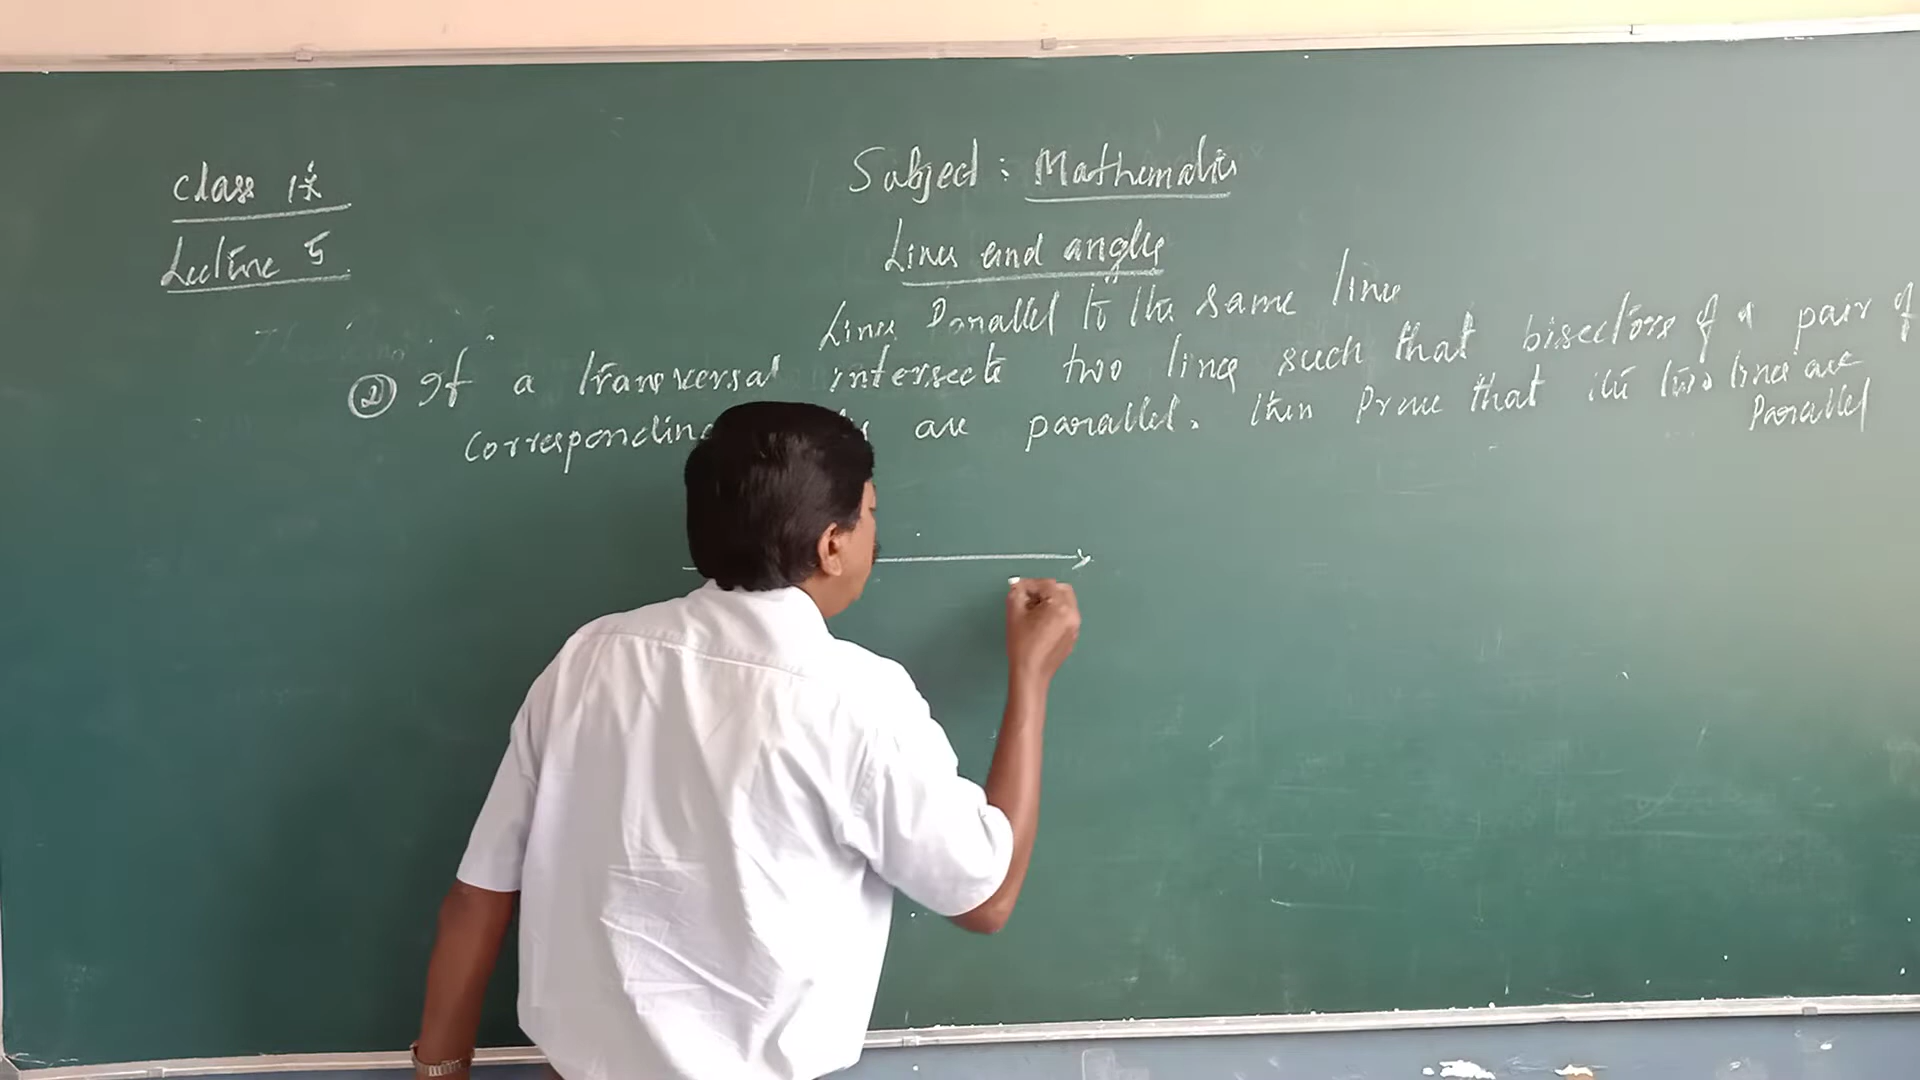 Class IX
Subject : Mathematics
Lecture 5
Lines and angles
Lines Parallel to the same line
② If a transversal intersects two lines such that bisectors of a pair of
corresponding are parallel. then Prove that the two lines are
Parallel